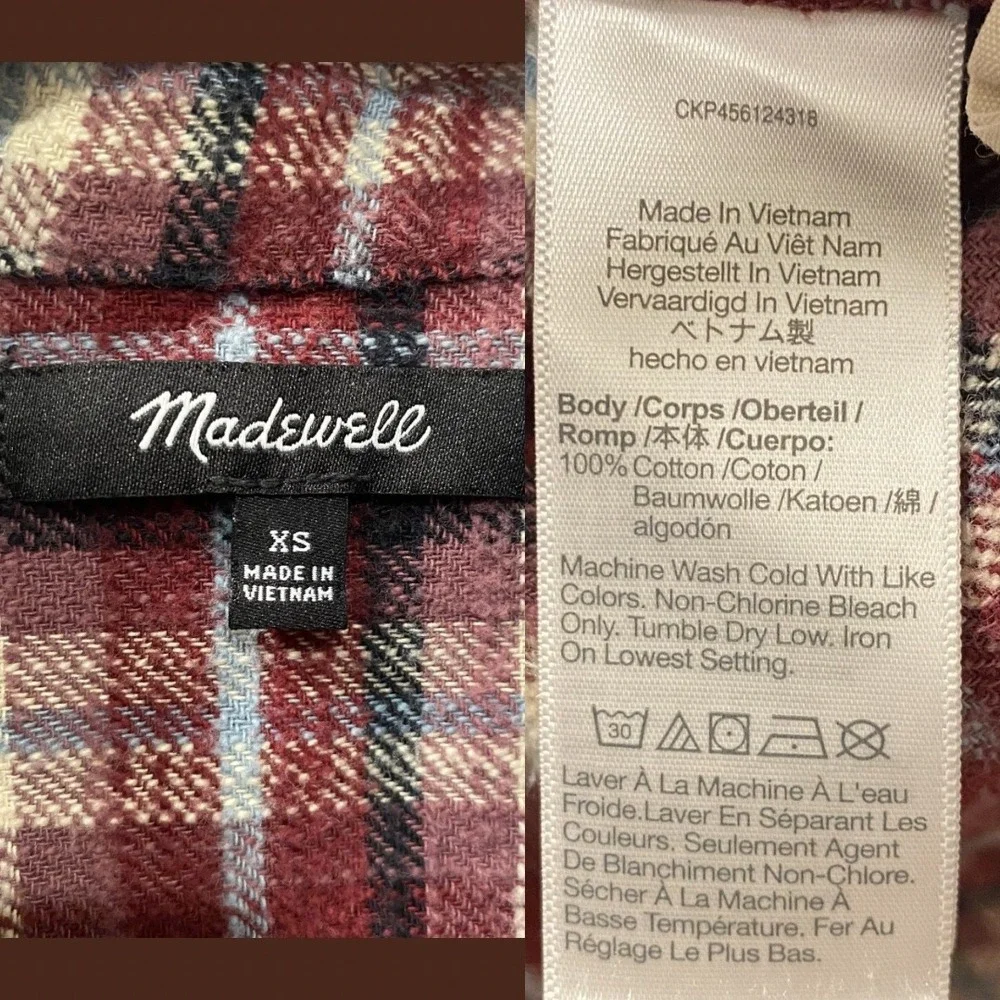 Madewell
XS
MADE IN
VIETNAM
CKP456124318
Made In Vietnam
Fabriqué Au Viêt Nam
Hergestellt In Vietnam
Vervaardigd In Vietnam
ベトナム製
hecho en vietnam
Body /Corps /Oberteil /
Romp /本体 /Cuerpo:
100% Cotton /Coton /
Baumwolle /Katoen /綿 /
algodón
Machine Wash Cold With Like
Colors. Non-Chlorine Bleach
Only. Tumble Dry Low. Iron
On Lowest Setting.
30
Laver À La Machine À L'eau
Froide.Laver En Séparant Les
Couleurs. Seulement Agent
De Blanchiment Non-Chlore.
Sécher À La Machine À
Basse Température. Fer Au
Réglage Le Plus Bas.